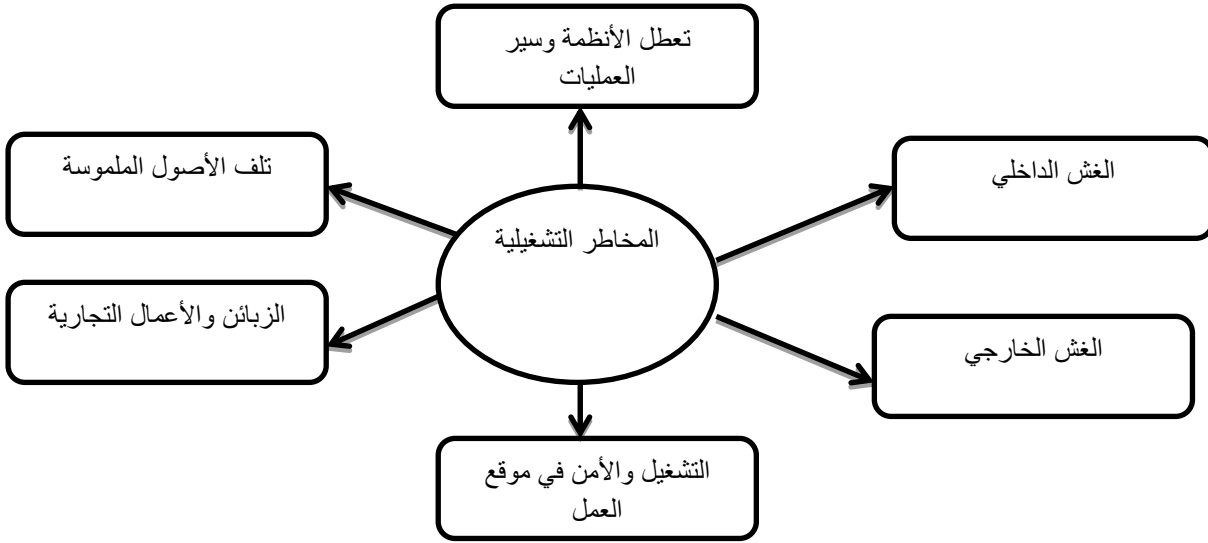 تعطل الأنظمة وسير
العمليات
الغش الداخلي
تلف الأصول الملموسة
المخاطر التشغيلية
الزبائن والأعمال التجارية
الغش الخارجي
التشغيل والأمن في موقع
العمل